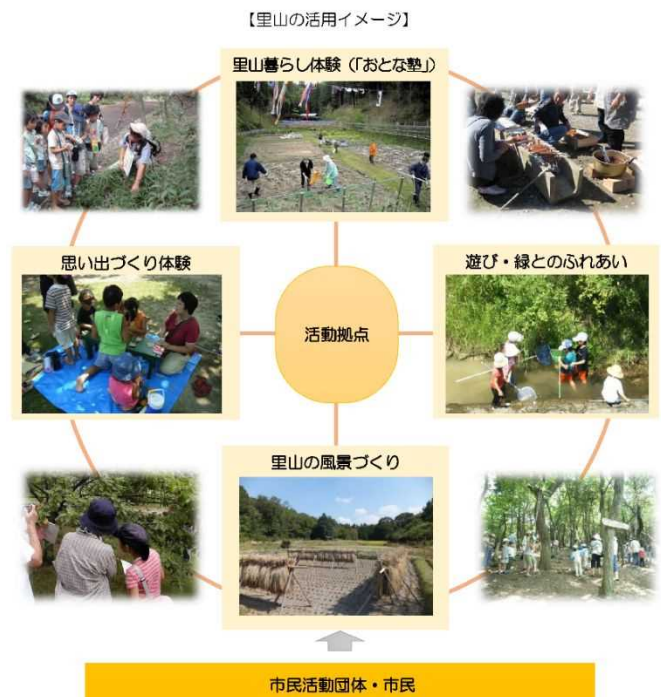 【里山の活用イメージ】
里山暮らし体験（「おとな塾」）
思い出づくり体験
遊び・緑とのふれあい
活動拠点
里山の風景づくり
市民活動団体・市民